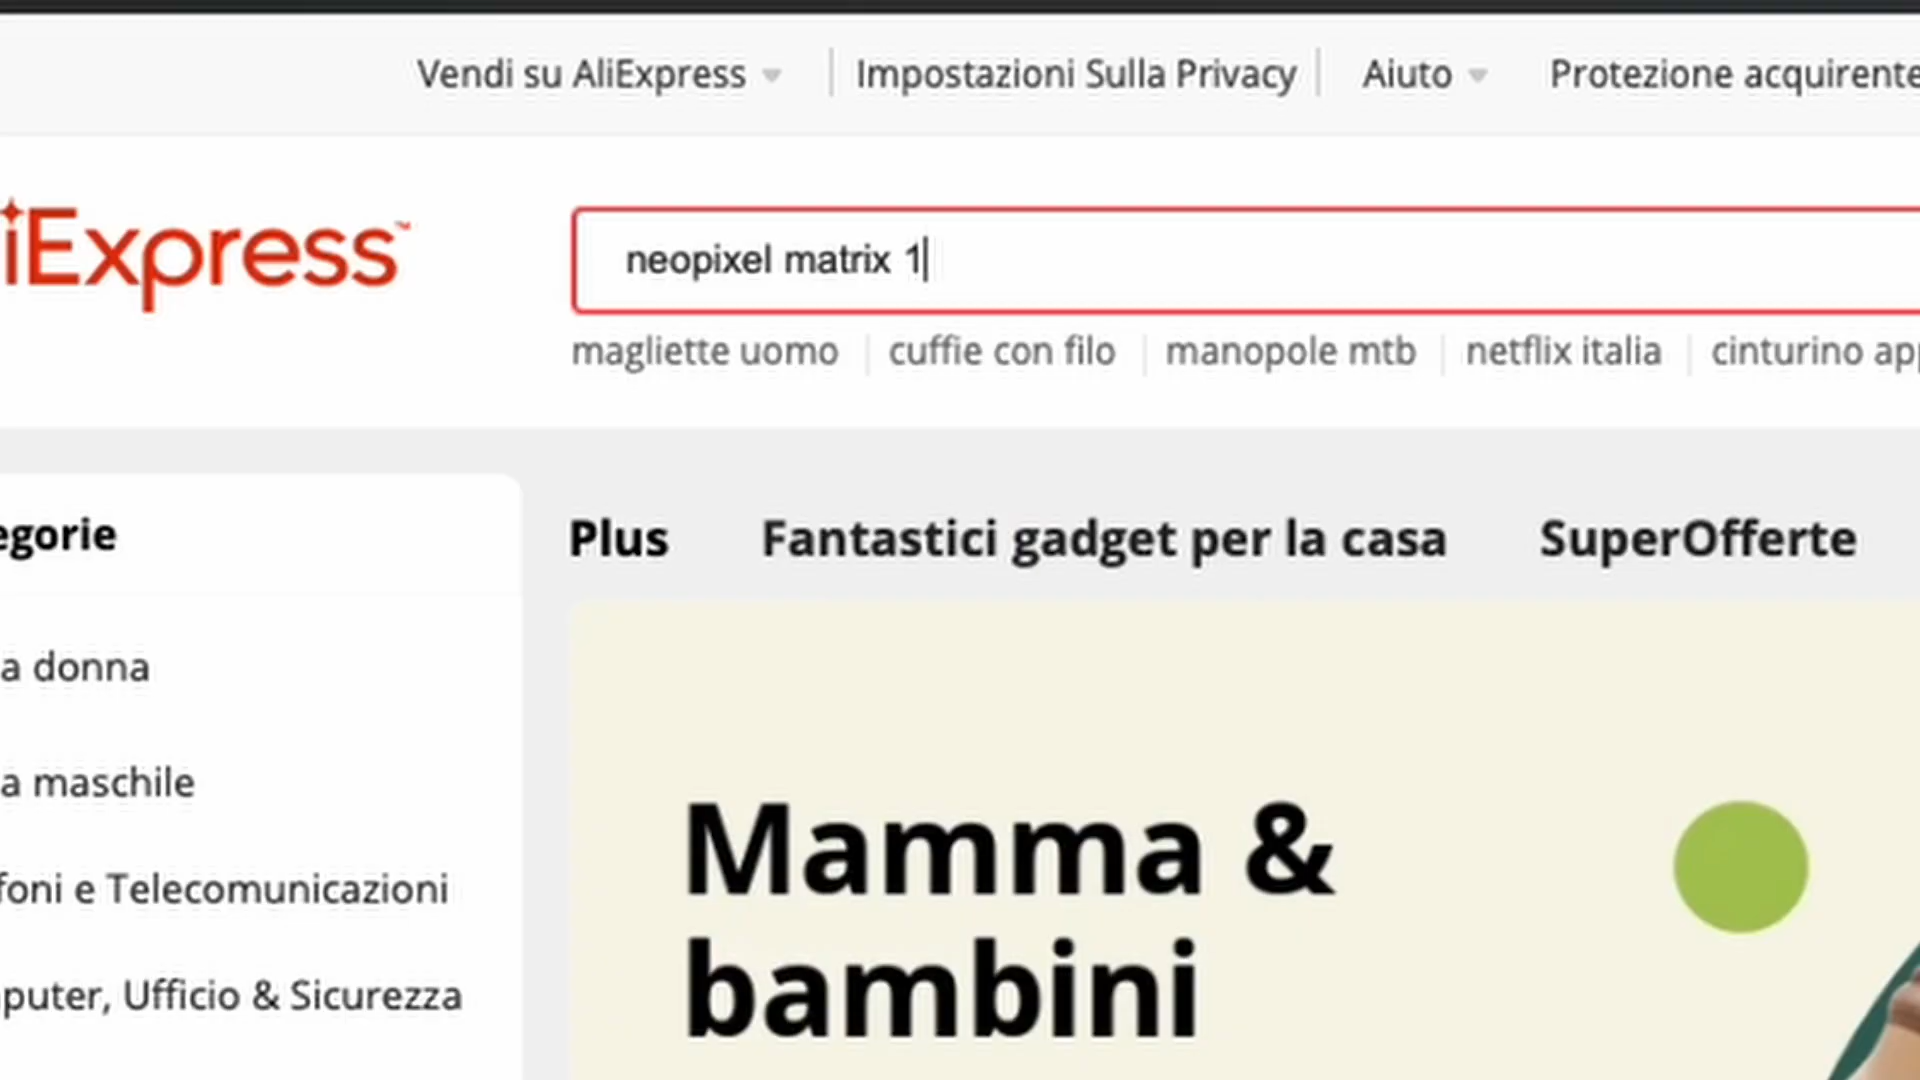 Vendi su AliExpress Impostazioni Sulla Privacy Aiuto Protezione acquirente
iExpress™
neopixel matrix 1
magliette uomo cuffie con filo manopole mtb netflix italia cinturino app
egorie
Plus Fantastici gadget per la casa SuperOfferte
a donna
a maschile
foni e Telecomunicazioni
puter, Ufficio & Sicurezza
Mamma &
bambini